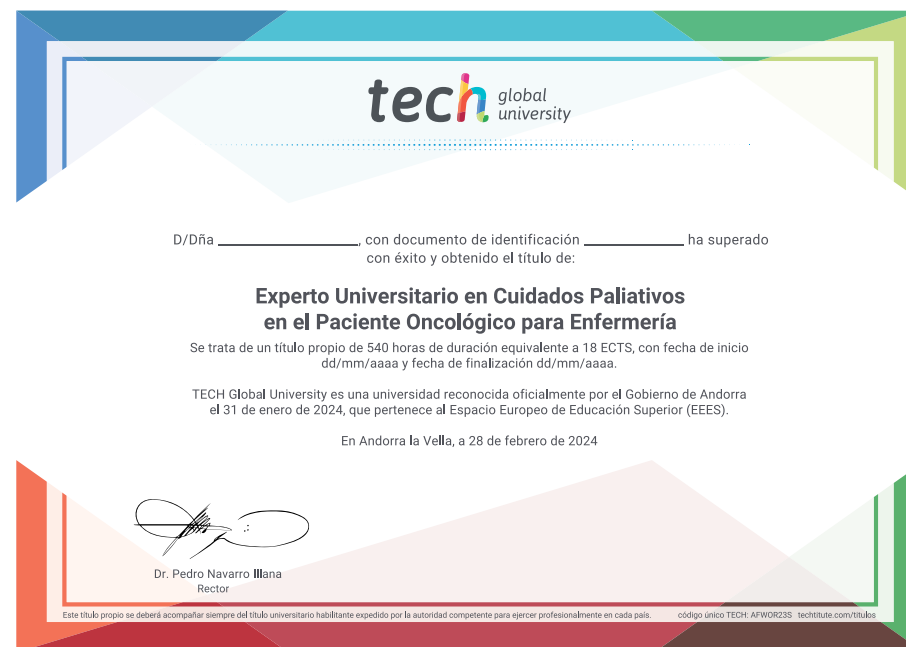 tech global
university
D/Dña ____________________, con documento de identificación ______________ ha superado
con éxito y obtenido el título de:
Experto Universitario en Cuidados Paliativos
en el Paciente Oncológico para Enfermería
Se trata de un título propio de 540 horas de duración equivalente a 18 ECTS, con fecha de inicio
dd/mm/aaaa y fecha de finalización dd/mm/aaaa.
TECH Global University es una universidad reconocida oficialmente por el Gobierno de Andorra
el 31 de enero de 2024, que pertenece al Espacio Europeo de Educación Superior (EEES).
En Andorra la Vella, a 28 de febrero de 2024
Dr. Pedro Navarro Illana
Rector
Este título propio se deberá acompañar siempre del título universitario habilitante expedido por la autoridad competente para ejercer profesionalmente en cada país. código único TECH: AFWOR23S techtitute.com/titulos